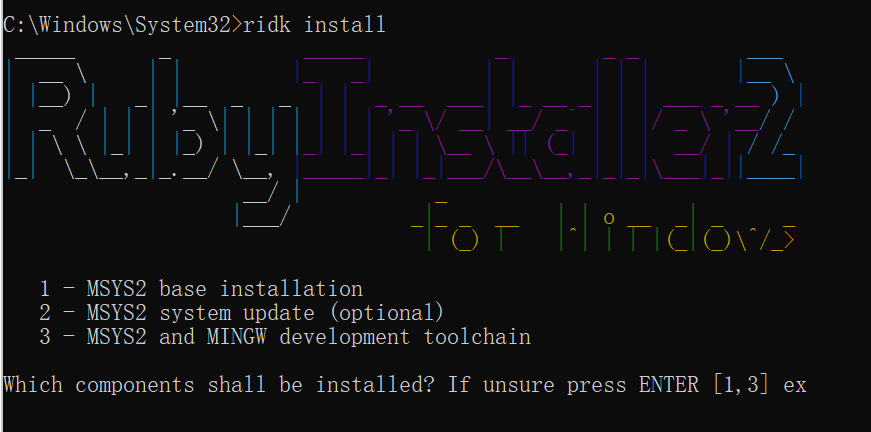 C:\Windows\System32>ridk install
RubyInstaller2
for Windows
1 - MSYS2 base installation
2 - MSYS2 system update (optional)
3 - MSYS2 and MINGW development toolchain
Which components shall be installed? If unsure press ENTER [1,3] ex